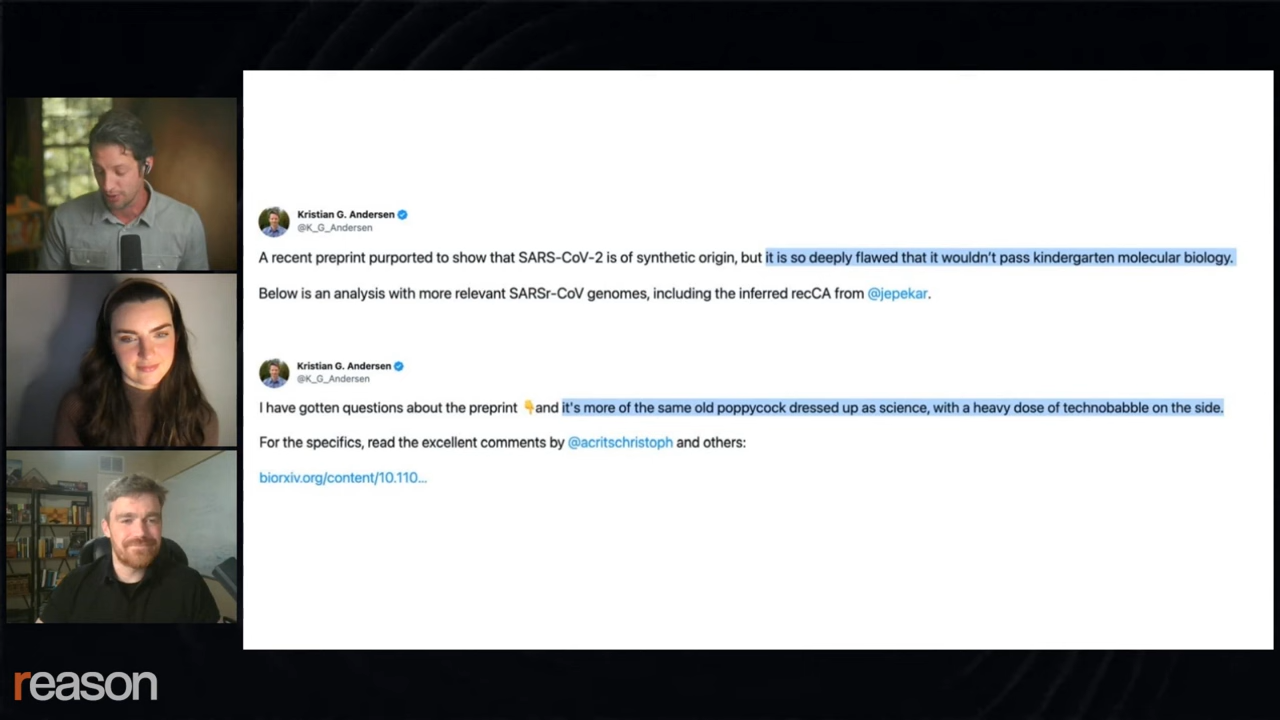 Kristian G. Andersen
@K_G_Andersen
A recent preprint purported to show that SARS-CoV-2 is of synthetic origin, but it is so deeply flawed that it wouldn't pass kindergarten molecular biology.
Below is an analysis with more relevant SARSr-CoV genomes, including the inferred recCA from @jepekar.
Kristian G. Andersen
@K_G_Andersen
I have gotten questions about the preprint 👇and it's more of the same old poppycock dressed up as science, with a heavy dose of technobabble on the side.
For the specifics, read the excellent comments by @acritschristoph and others:
biorxiv.org/content/10.110...
reason